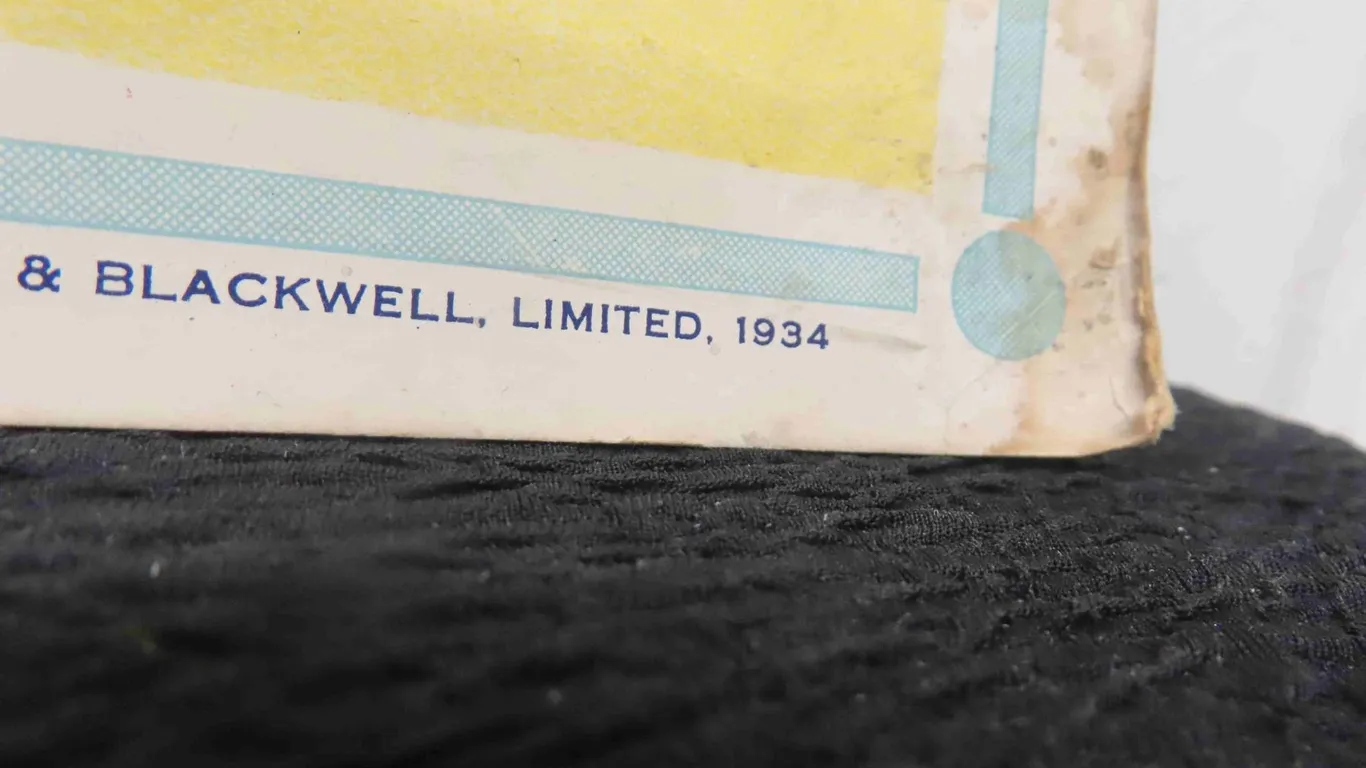 & BLACKWELL, LIMITED, 1934